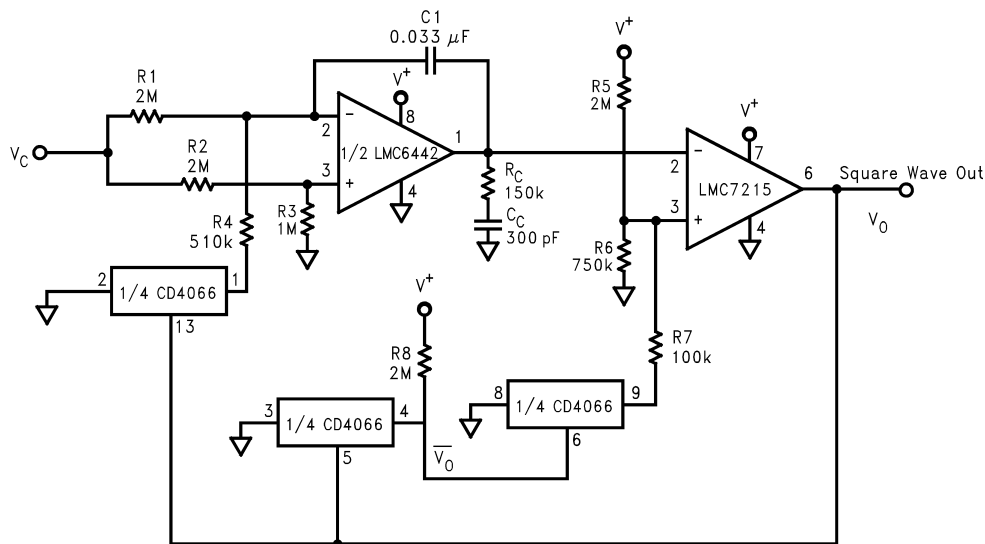 C1
0.033 μF
V+
R1
2M
V+
8
R5
2M
V+
2
−
1
7
VC
R2
2M
1/2 LMC6442
3
+
4
RC
150k
−
2
LMC7215
6
Square Wave Out
R4
510k
R3
1M
CC
300 pF
3
+
4
VO
R6
750k
2
1/4 CD4066
1
13
V+
R7
100k
R8
2M
3
1/4 CD4066
4
8
1/4 CD4066
9
5
V̅O̅
6